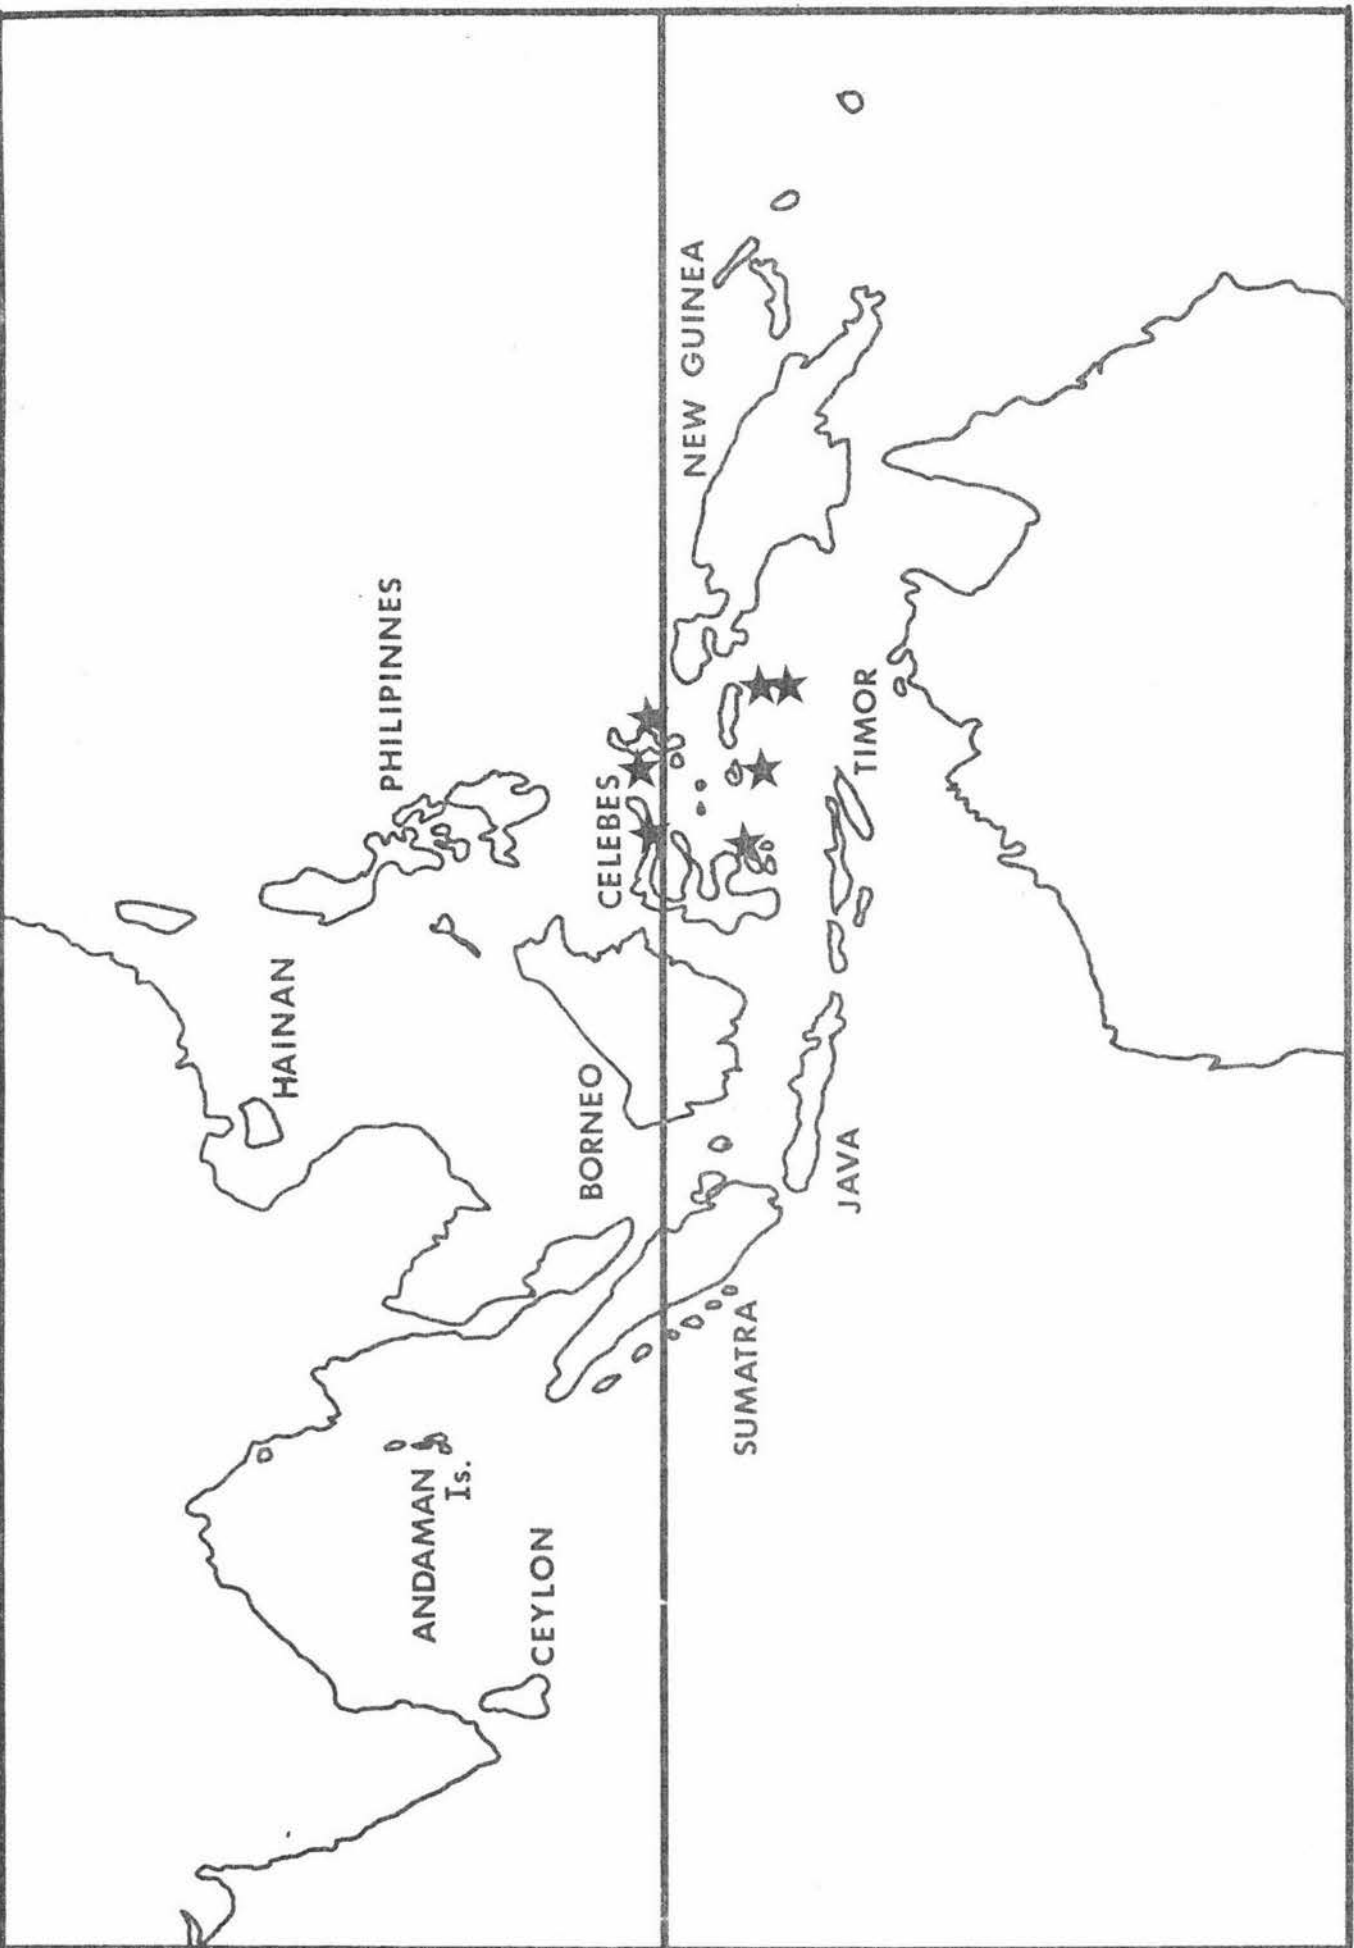 HAINAN
PHILIPINNES
ANDAMAN
Is.
CEYLON
BORNEO
CELEBES
NEW GUINEA
SUMATRA
JAVA
TIMOR